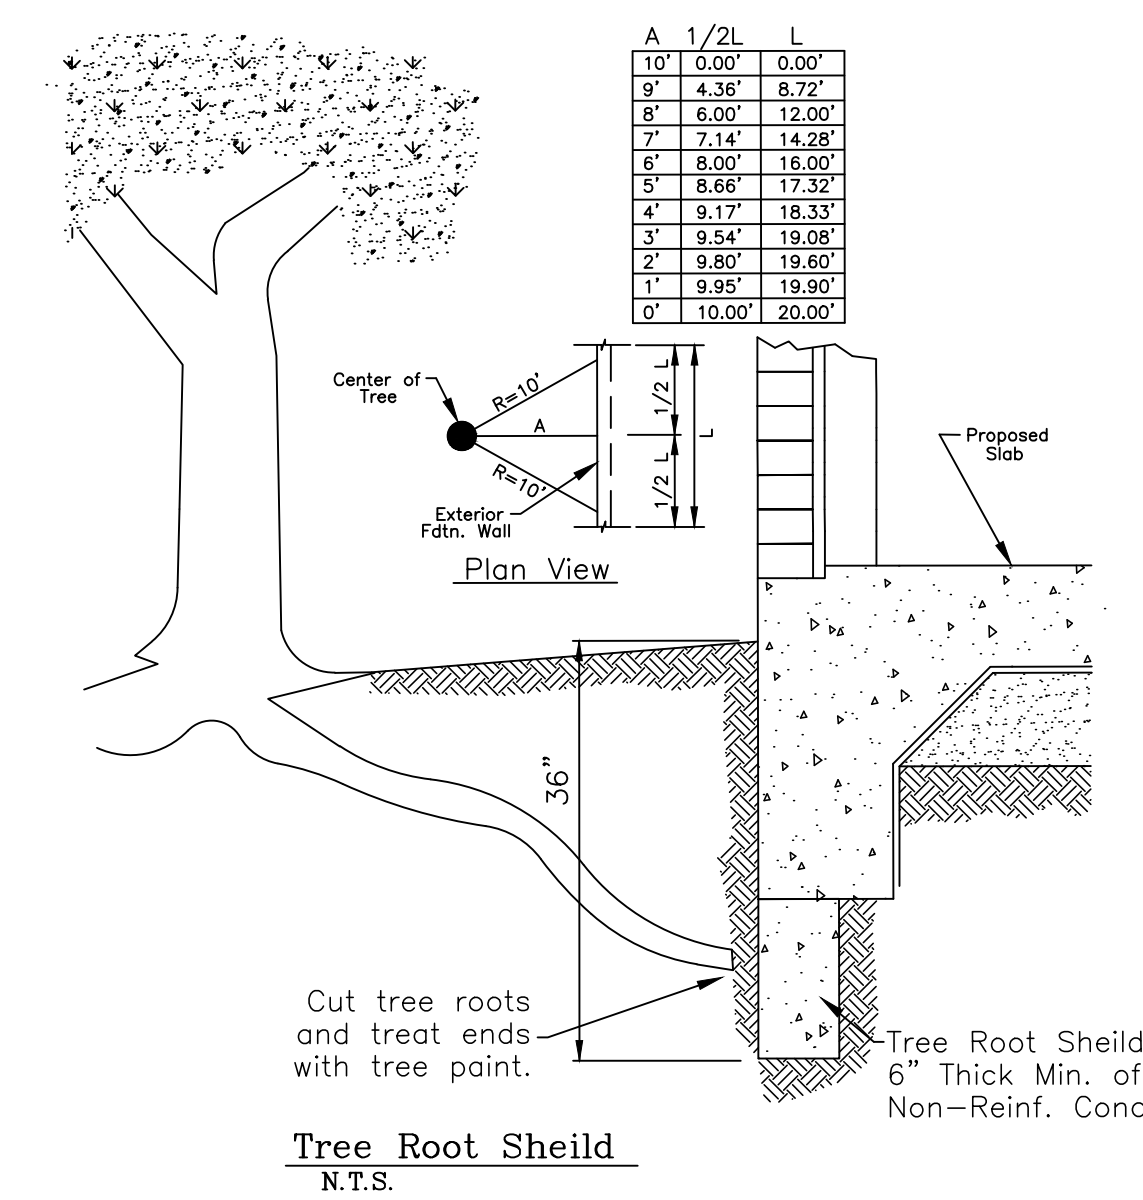 A 1/2L L
10' 0.00' 0.00'
9' 4.36' 8.72'
8' 6.00' 12.00'
7' 7.14' 14.28'
6' 8.00' 16.00'
5' 8.66' 17.32'
4' 9.17' 18.33'
3' 9.54' 19.08'
2' 9.80' 19.60'
1' 9.95' 19.90'
0' 10.00' 20.00'
Center of
Tree
R=10'
A
R=10'
1/2 L
L
1/2 L
Exterior
Fdtn. Wall
Plan View
Proposed
Slab
36"
Cut tree roots
and treat ends
with tree paint.
Tree Root Sheild
6" Thick Min. of
Non-Reinf. Conc
Tree Root Sheild
N.T.S.